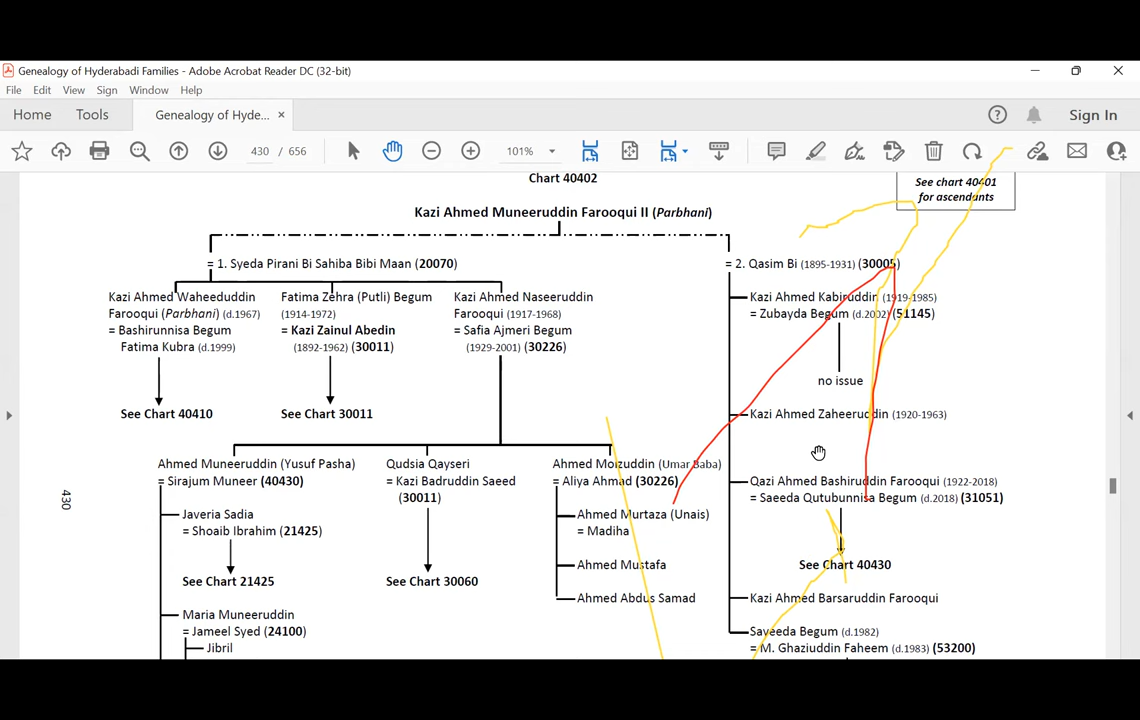 Genealogy of Hyderabadi Families - Adobe Acrobat Reader DC (32-bit)
File Edit View Sign Window Help
Home Tools Genealogy of Hyde... × Sign In
430 / 656 101%
Chart 40402
See chart 40401
for ascendants
Kazi Ahmed Muneeruddin Farooqui II (Parbhani)
= 1. Syeda Pirani Bi Sahiba Bibi Maan (20070)
= 2. Qasim Bi (1895-1931) (30005)
Kazi Ahmed Waheeduddin
Farooqui (Parbhani) (d.1967)
= Bashirunnisa Begum
Fatima Kubra (d.1999)
See Chart 40410
Fatima Zehra (Putli) Begum
(1914-1972)
= Kazi Zainul Abedin
(1892-1962) (30011)
See Chart 30011
Kazi Ahmed Naseeruddin
Farooqui (1917-1968)
= Safia Ajmeri Begum
(1929-2001) (30226)
Kazi Ahmed Kabiruddin (1919-1985)
= Zubayda Begum (d.2002) (51145)
no issue
Kazi Ahmed Zaheeruddin (1920-1963)
Qazi Ahmed Bashiruddin Farooqui (1922-2018)
= Saeeda Qutubunnisa Begum (d.2018) (31051)
See Chart 40430
Kazi Ahmed Barsaruddin Farooqui
Sayeeda Begum (d.1982)
= M. Ghaziuddin Faheem (d.1983) (53200)
Ahmed Muneeruddin (Yusuf Pasha)
= Sirajum Muneer (40430)
Javeria Sadia
= Shoaib Ibrahim (21425)
See Chart 21425
Maria Muneeruddin
= Jameel Syed (24100)
Jibril
Qudsia Qayseri
= Kazi Badruddin Saeed
(30011)
See Chart 30060
Ahmed Moizuddin (Umar Baba)
= Aliya Ahmad (30226)
Ahmed Murtaza (Unais)
= Madiha
Ahmed Mustafa
Ahmed Abdus Samad
430